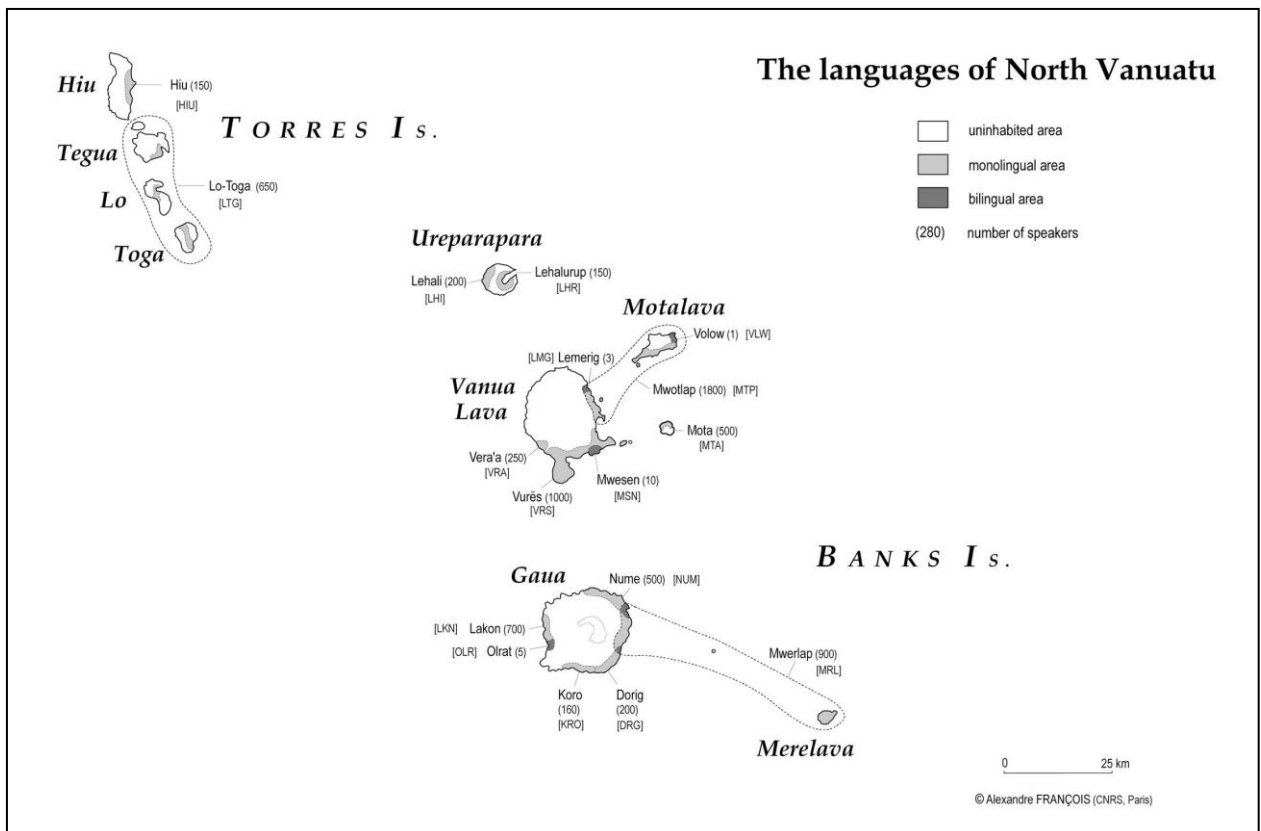 The languages of North Vanuatu
uninhabited area
monolingual area
bilingual area
(280) number of speakers
Hiu
Hiu (150)
[HIU]
TORRES Is.
Tegua
Lo
Lo-Toga (650)
[LTG]
Toga
Ureparapara
Lehali (200)
[LHI]
Lehalurup (150)
[LHR]
Motalava
Volow (1) [VLW]
[LMG] Lemerig (3)
Vanua
Lava
Mwotlap (1800) [MTP]
Mota (500)
[MTA]
Vera'a (250)
[VRA]
Mwesen (10)
[MSN]
Vurës (1000)
[VRS]
BANKS Is.
Gaua
Nume (500) [NUM]
[LKN] Lakon (700)
[OLR] Olrat (5)
Mwerlap (900)
[MRL]
Koro
(160)
[KRO]
Dorig
(200)
[DRG]
Merelava
0 25 km
© Alexandre FRANÇOIS (CNRS, Paris)